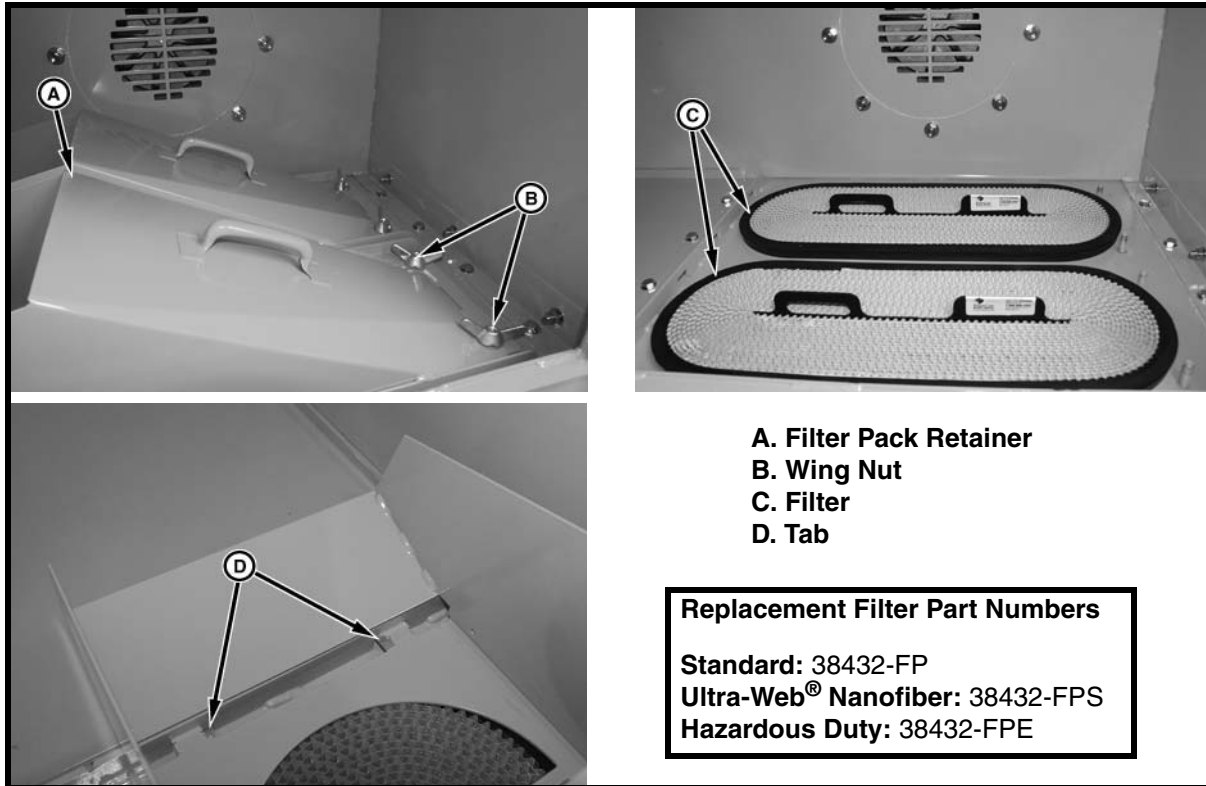 A
B
C
D
A. Filter Pack Retainer
B. Wing Nut
C. Filter
D. Tab
Replacement Filter Part Numbers
Standard: 38432-FP
Ultra-Web® Nanofiber: 38432-FPS
Hazardous Duty: 38432-FPE